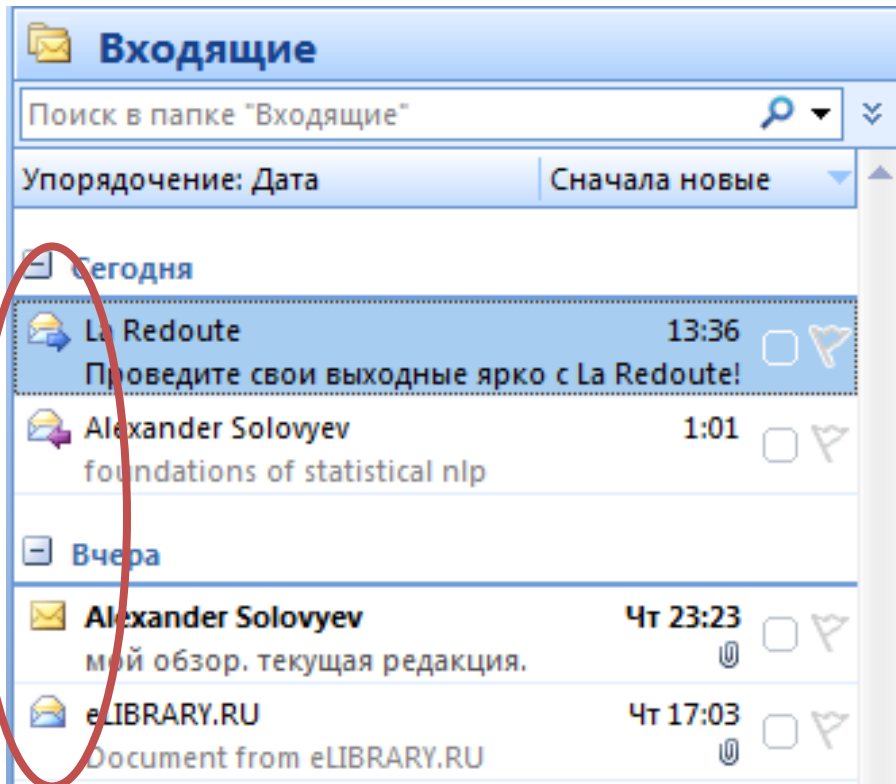 Входящие
Поиск в папке "Входящие"
Упорядочение: Дата Сначала новые
Сегодня
La Redoute 13:36
Проведите свои выходные ярко с La Redoute!
Alexander Solovyev 1:01
foundations of statistical nlp
Вчера
Alexander Solovyev Чт 23:23
мой обзор. текущая редакция.
eLIBRARY.RU Чт 17:03
Document from eLIBRARY.RU